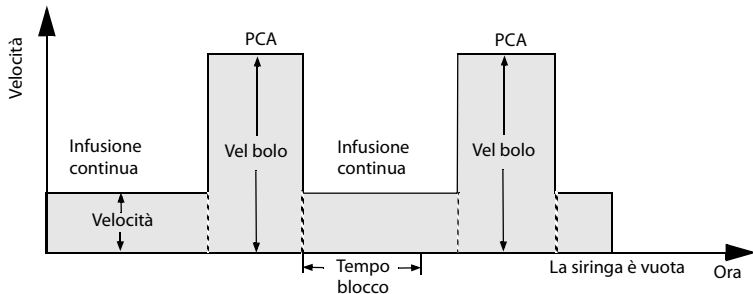 Velocità
PCA
PCA
Infusione
continua
Vel bolo
Infusione
continua
Vel bolo
Velocità
Tempo
blocco
La siringa è vuota
Ora